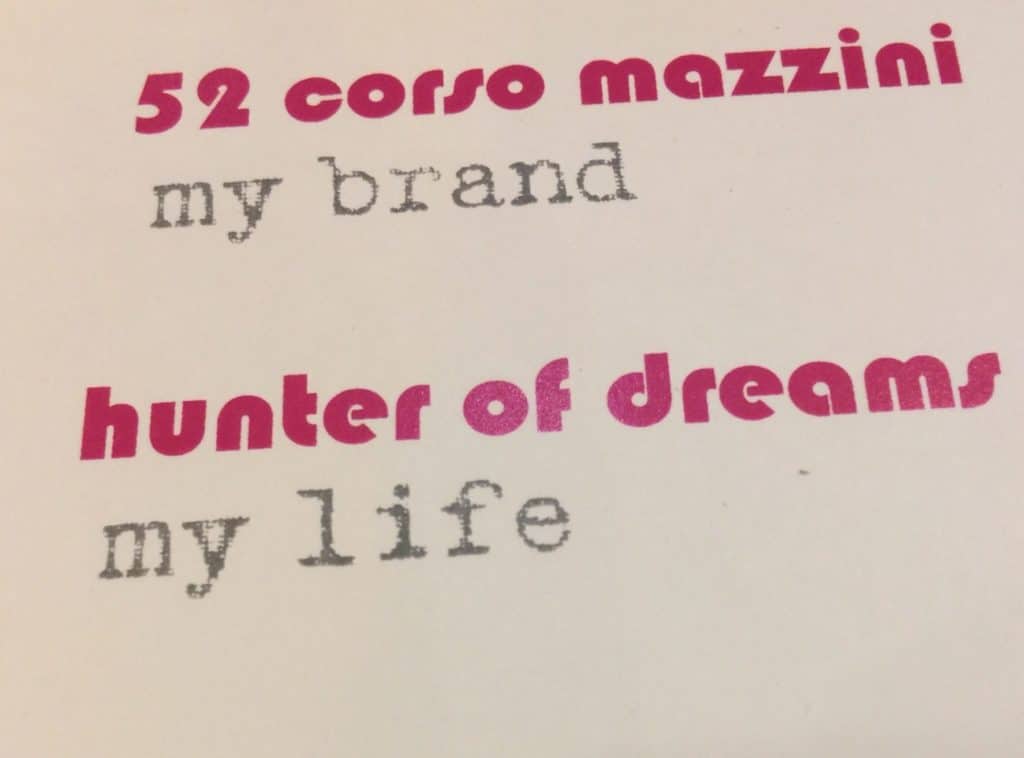 52 corso mazzini
my brand
hunter of dreams
my life